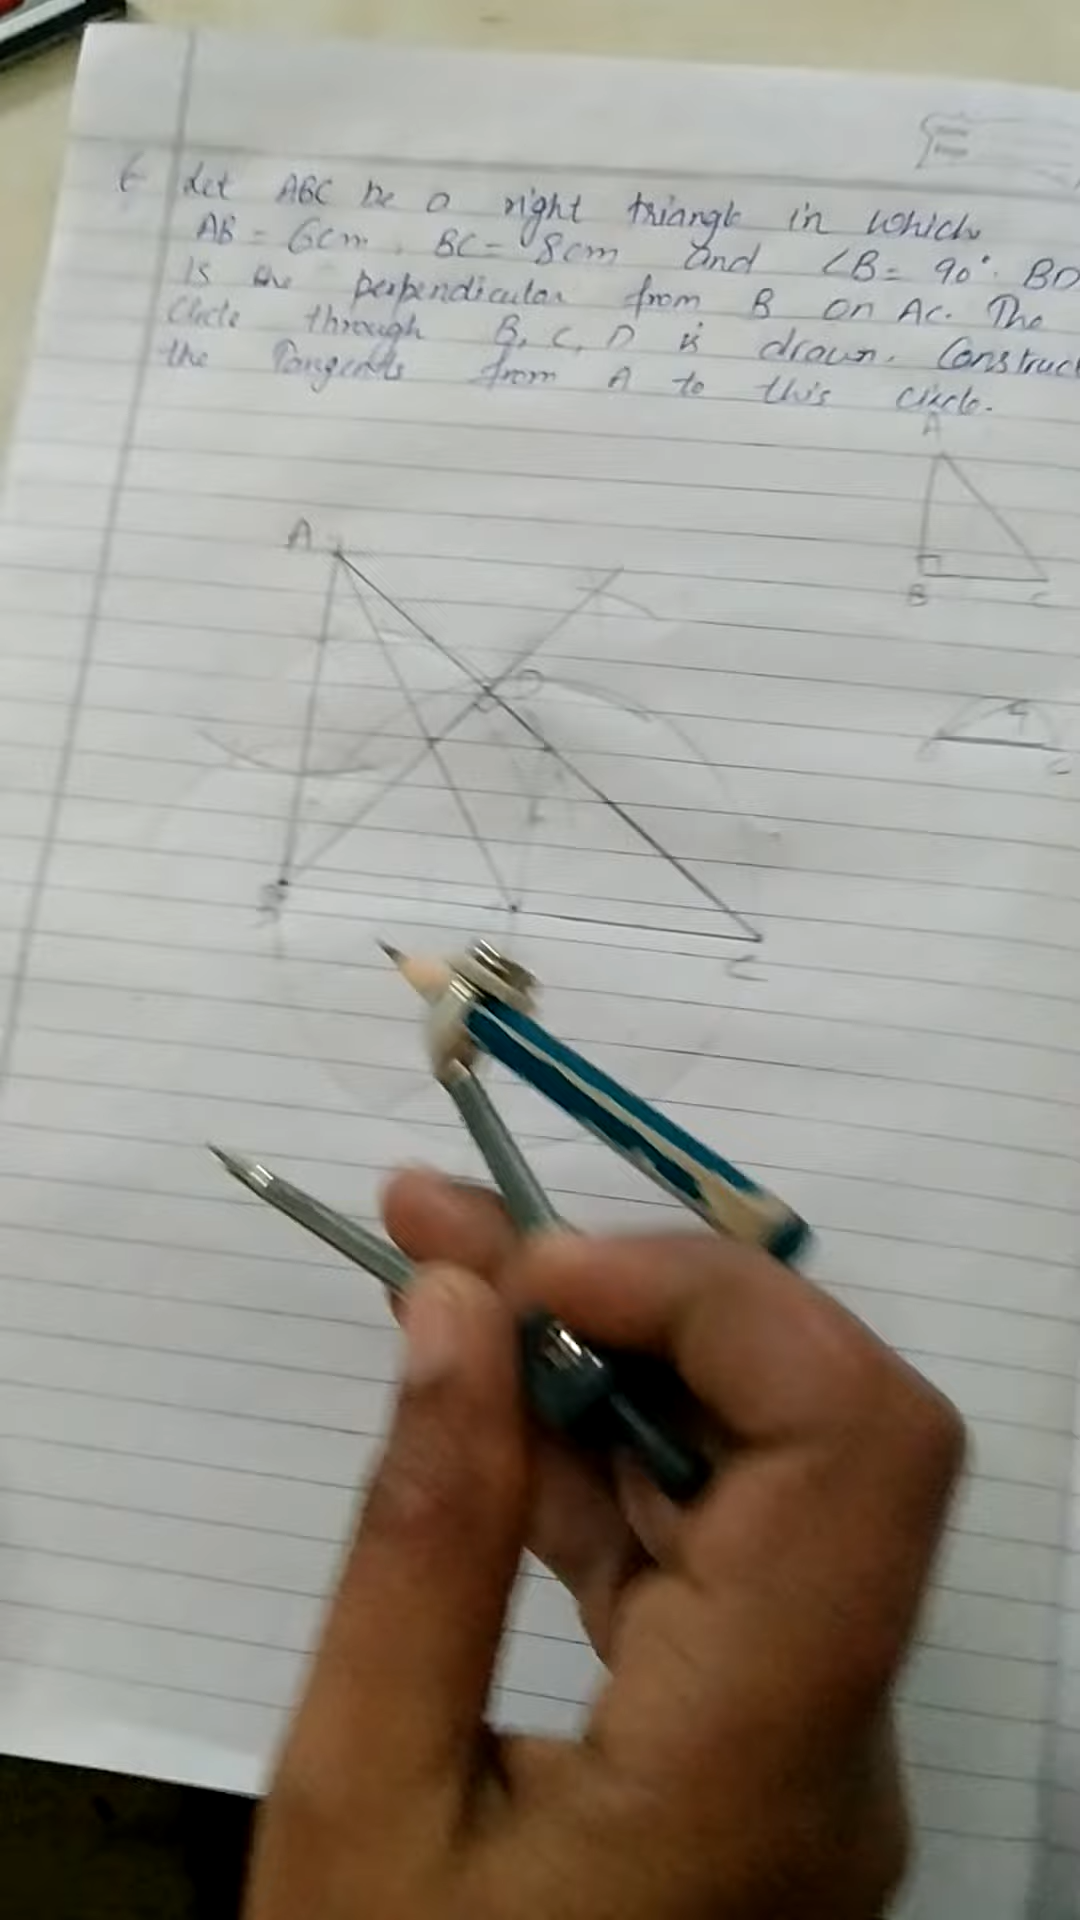 6 Let ABC be a right triangle in which
AB = 6cm, BC = 8cm and ∠B = 90°. BD
is the perpendicular from B on AC. The
Circle through B, C, D is drawn. Construct
the Tangents from A to this circle.
A
B C
A
D
B
C